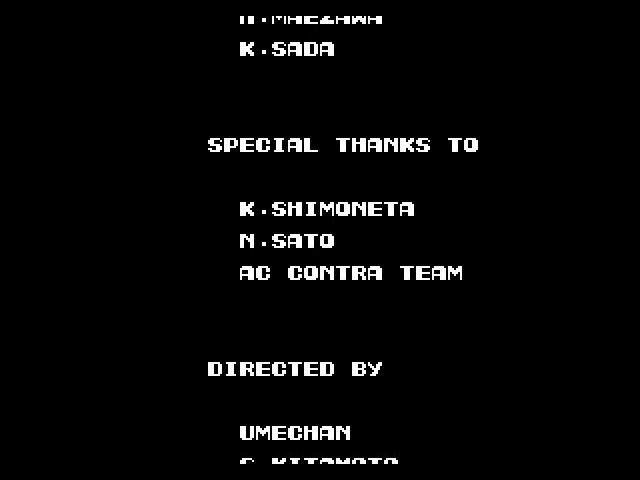 K.SADA
SPECIAL THANKS TO
K.SHIMONETA
N.SATO
AC CONTRA TEAM
DIRECTED BY
UMECHAN